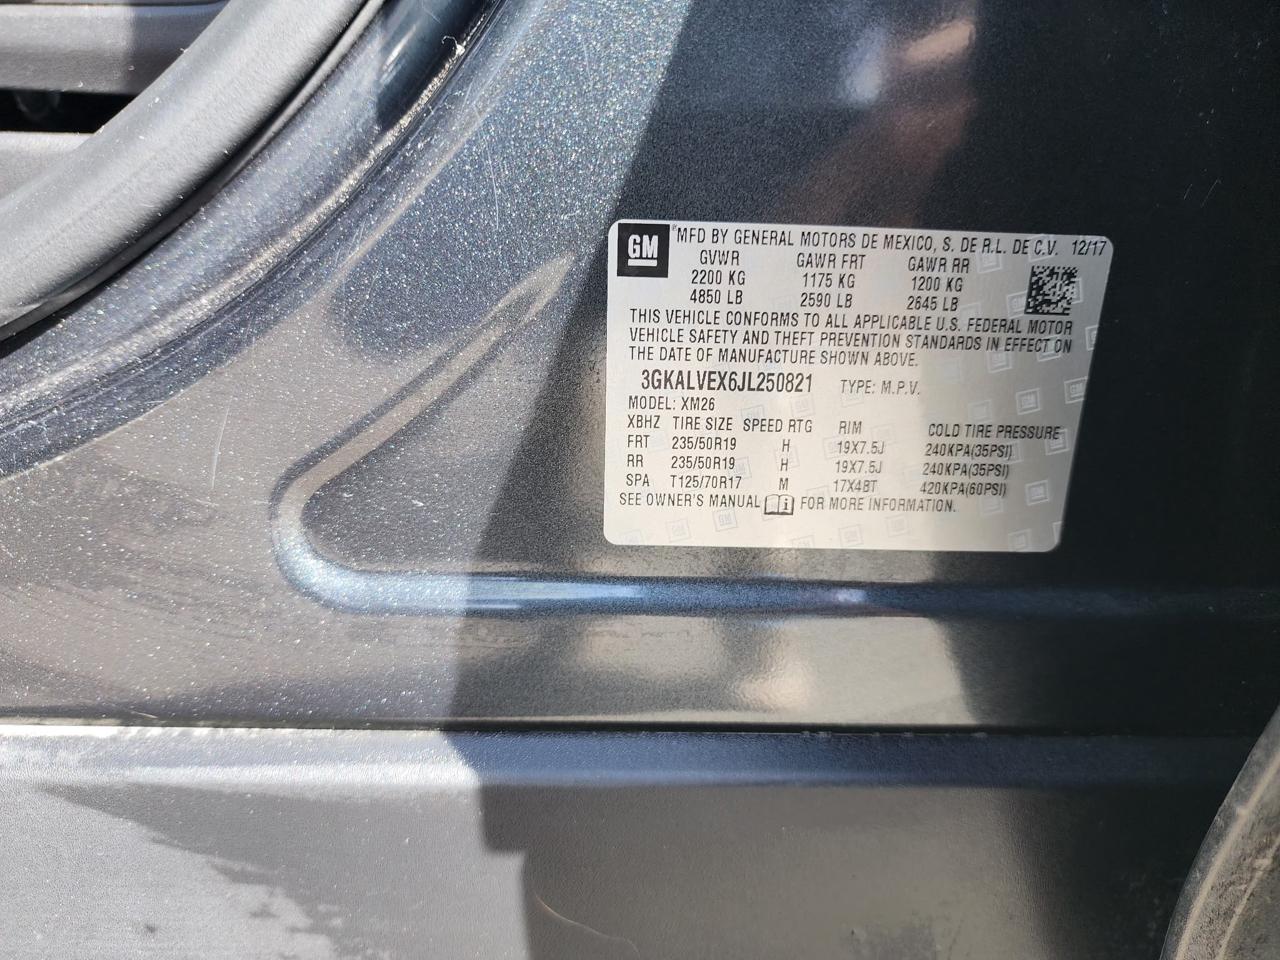 GM ® MFD BY GENERAL MOTORS DE MEXICO, S. DE R.L. DE C.V. 12/17
GVWR GAWR FRT GAWR RR
2200 KG 1175 KG 1200 KG
4850 LB 2590 LB 2645 LB
THIS VEHICLE CONFORMS TO ALL APPLICABLE U.S. FEDERAL MOTOR
VEHICLE SAFETY AND THEFT PREVENTION STANDARDS IN EFFECT ON
THE DATE OF MANUFACTURE SHOWN ABOVE.
3GKALVEX6JL250821 TYPE: M.P.V.
MODEL: XM26
XBHZ TIRE SIZE SPEED RTG RIM COLD TIRE PRESSURE
FRT 235/50R19 H 19X7.5J 240KPA(35PSI)
RR 235/50R19 H 19X7.5J 240KPA(35PSI)
SPA T125/70R17 M 17X4BT 420KPA(60PSI)
SEE OWNER'S MANUAL i FOR MORE INFORMATION.